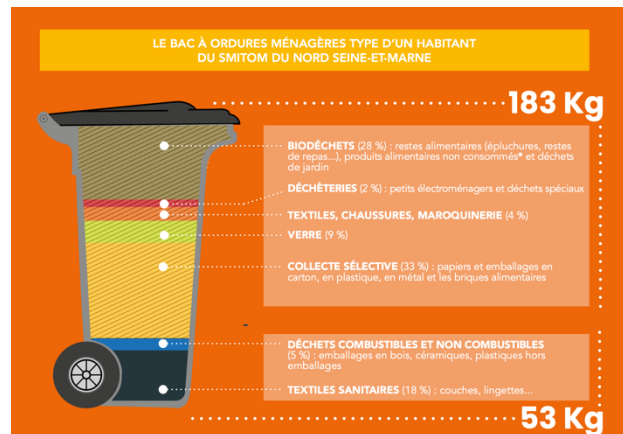 LE BAC À ORDURES MÉNAGÈRES TYPE D'UN HABITANT
DU SMITOM DU NORD SEINE-ET-MARNE
183 Kg
BIODÉCHETS (28 %) : restes alimentaires (épluchures, restes
de repas...), produits alimentaires non consommés* et déchets
de jardin
DÉCHÈTERIES (2 %) : petits électroménagers et déchets spéciaux
TEXTILES, CHAUSSURES, MAROQUINERIE (4 %)
VERRE (9 %)
COLLECTE SÉLECTIVE (33 %) : papiers et emballages en
carton, en plastique, en métal et les briques alimentaires
DÉCHETS COMBUSTIBLES ET NON COMBUSTIBLES
(5 %) : emballages en bois, céramiques, plastiques hors
emballages
TEXTILES SANITAIRES (18 %) : couches, lingettes...
53 Kg